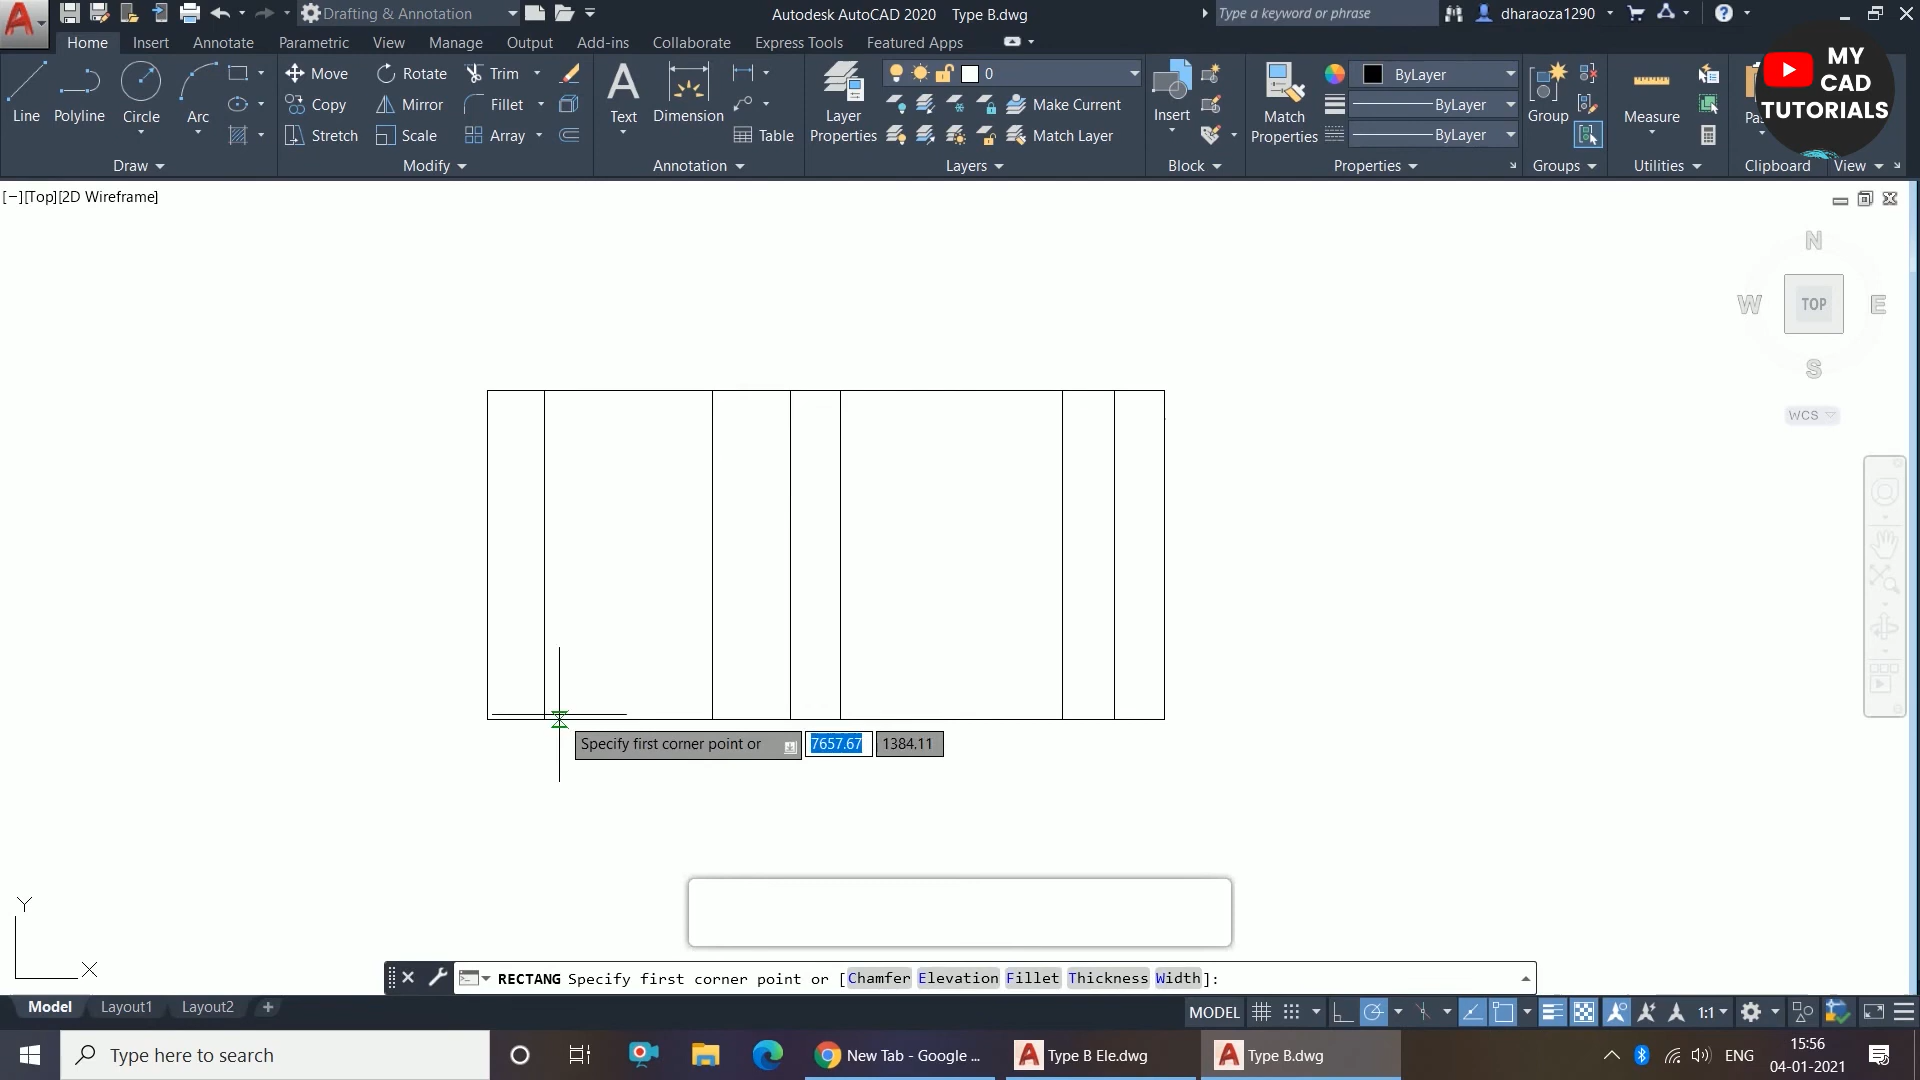 Drafting & Annotation
Autodesk AutoCAD 2020 Type B.dwg
Type a keyword or phrase
dharaoza1290
Home Insert Annotate Parametric View Manage Output Add-ins Collaborate Express Tools Featured Apps
Line Polyline Circle Arc
Move Rotate Trim
Copy Mirror Fillet
Stretch Scale Array
Text Dimension Table
Layer Properties
0
Make Current
Match Layer
Insert
Match Properties
ByLayer
ByLayer
ByLayer
Group
Measure
MY CAD TUTORIALS
Draw Modify Annotation Layers Block Properties Groups Utilities Clipboard View
[−][Top][2D Wireframe]
N
W TOP E
S
WCS
Specify first corner point or 7657.67 1384.11
Y
X
RECTANG Specify first corner point or [Chamfer Elevation Fillet Thickness Width]:
Model Layout1 Layout2 +
MODEL 1:1
Type here to search
New Tab - Google ...
Type B Ele.dwg
Type B.dwg
ENG
15:56
04-01-2021